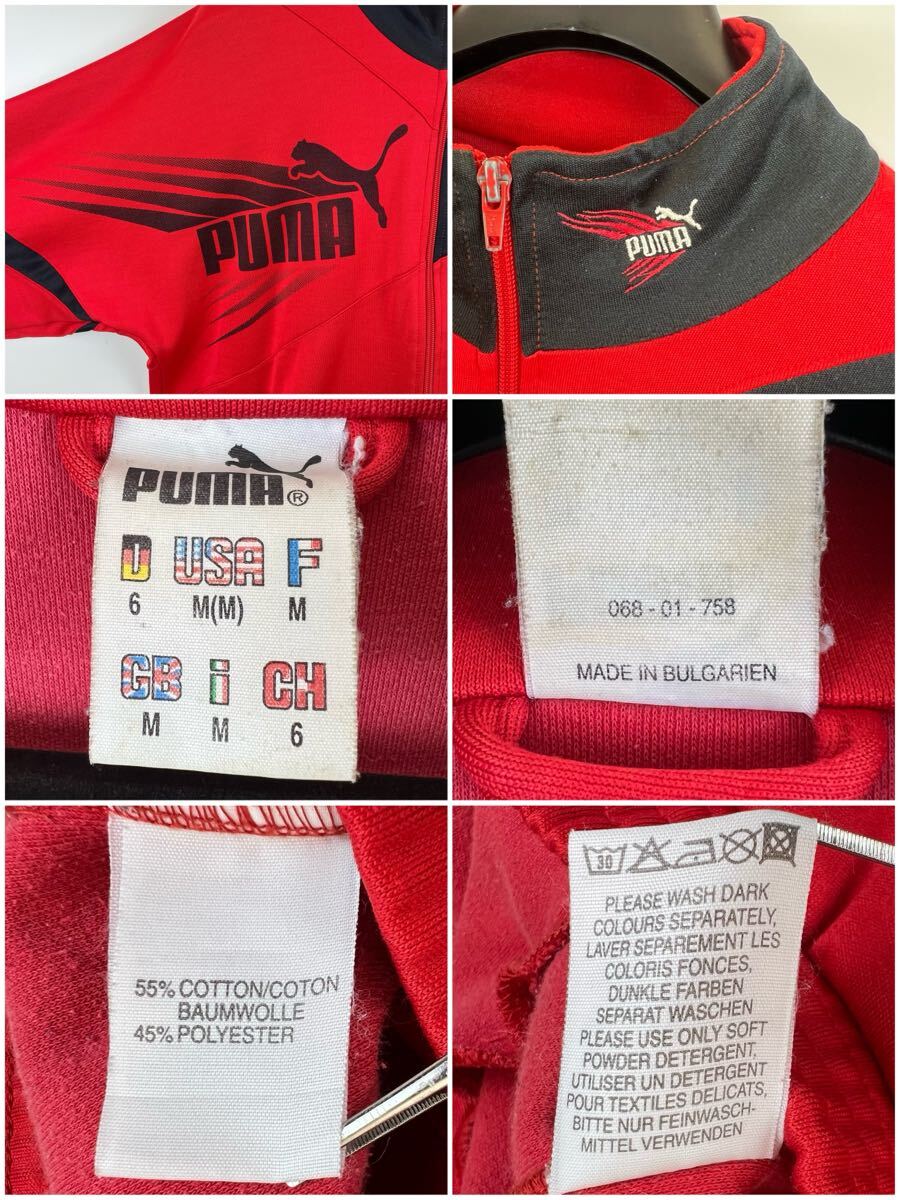 PUMA
PUMA
PUMA®
D USA F
6 M(M) M
GB i CH
M M 6
068 - 01 - 758
MADE IN BULGARIEN
55% COTTON/COTON
BAUMWOLLE
45% POLYESTER
30
PLEASE WASH DARK
COLOURS SEPARATELY,
LAVER SEPAREMENT LES
COLORIS FONCES,
DUNKLE FARBEN
SEPARAT WASCHEN
PLEASE USE ONLY SOFT
POWDER DETERGENT,
UTILISER UN DETERGENT
POUR TEXTILES DELICATS,
BITTE NUR FEINWASCH-
MITTEL VERWENDEN